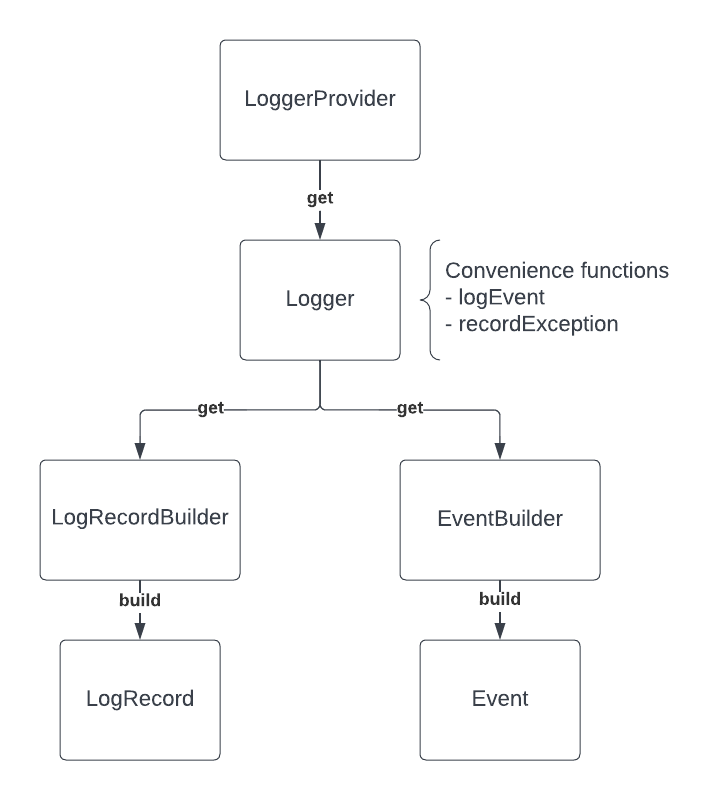 LoggerProvider
get
Logger
Convenience functions
- logEvent
- recordException
get
get
LogRecordBuilder
EventBuilder
build
build
LogRecord
Event